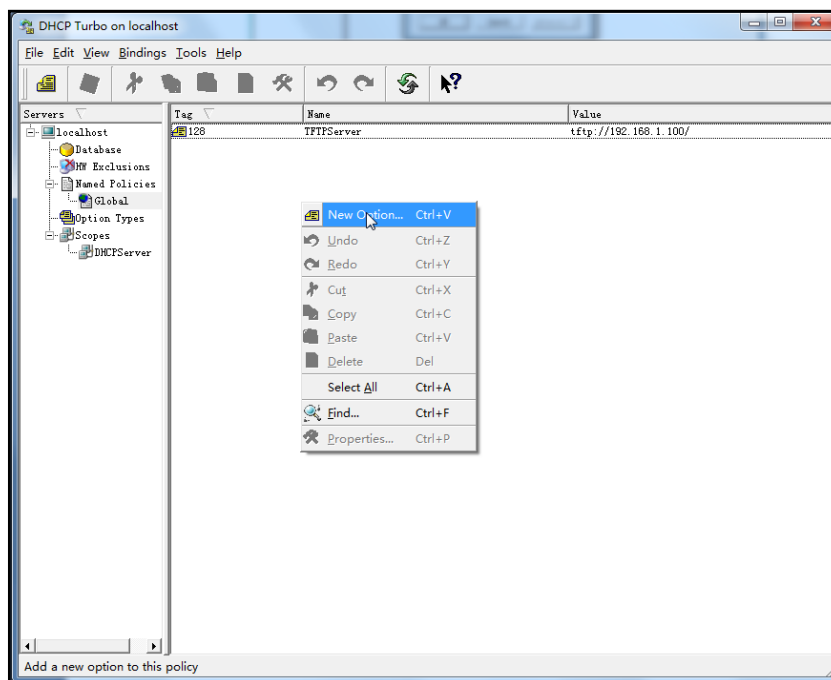 DHCP Turbo on localhost
File Edit View Bindings Tools Help
Servers
Tag Name Value
localhost
128 TFTPServer tftp://192.168.1.100/
Database
HW Exclusions
Named Policies
Global
Option Types
Scopes
DHCPServer
New Option... Ctrl+V
Undo Ctrl+Z
Redo Ctrl+Y
Cut Ctrl+X
Copy Ctrl+C
Paste Ctrl+V
Delete Del
Select All Ctrl+A
Find... Ctrl+F
Properties... Ctrl+P
Add a new option to this policy